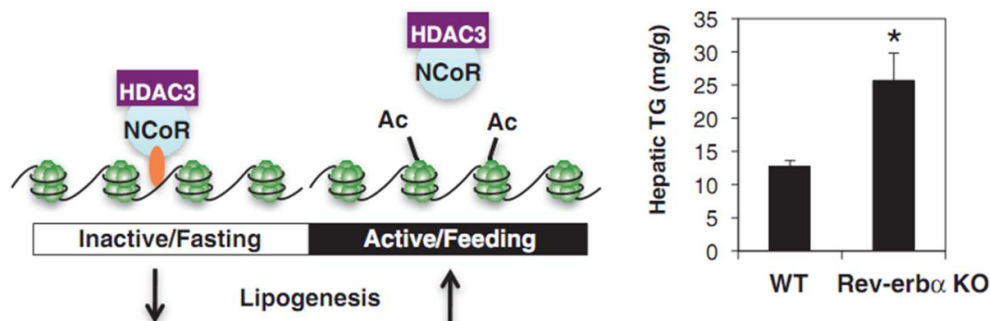 HDAC3
NCoR
HDAC3
NCoR
Ac
Ac
Inactive/Fasting
Active/Feeding
Lipogenesis
Hepatic TG (mg/g)
35
30
25
20
15
10
5
0
*
WT
Rev-erbα KO